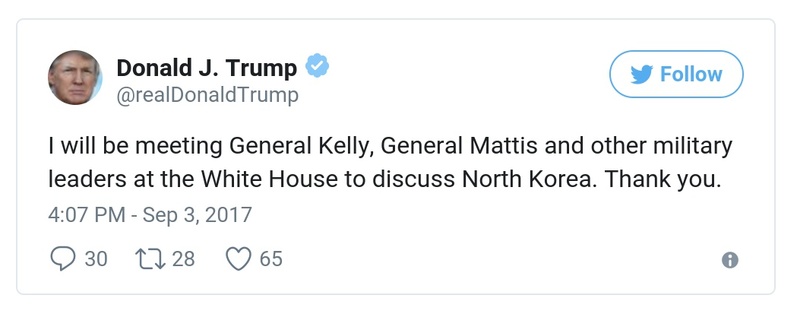 Donald J. Trump
@realDonaldTrump
Follow
I will be meeting General Kelly, General Mattis and other military
leaders at the White House to discuss North Korea. Thank you.
4:07 PM - Sep 3, 2017
30 28 65